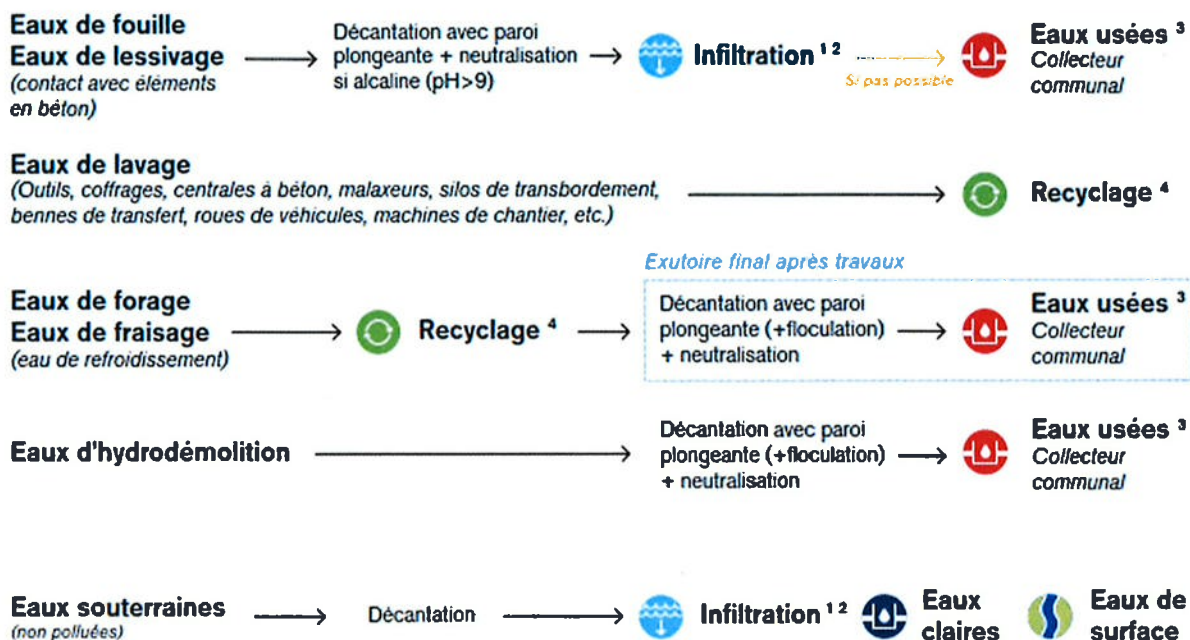 Eaux de fouille
Eaux de lessivage
(contact avec éléments
en béton)
Décantation avec paroi
plongeante + neutralisation
si alcaline (pH>9)
Infiltration ¹ ²
Si pas possible
Eaux usées ³
Collecteur
communal
Eaux de lavage
(Outils, coffrages, centrales à béton, malaxeurs, silos de transbordement,
bennes de transfert, roues de véhicules, machines de chantier, etc.)
Recyclage ⁴
Exutoire final après travaux
Eaux de forage
Eaux de fraisage
(eau de refroidissement)
Recyclage ⁴
Décantation avec paroi
plongeante (+floculation)
+ neutralisation
Eaux usées ³
Collecteur
communal
Eaux d'hydrodémolition
Décantation avec paroi
plongeante (+floculation)
+ neutralisation
Eaux usées ³
Collecteur
communal
Eaux souterraines
(non polluées)
Décantation
Infiltration ¹ ²
Eaux
claires
Eaux de
surface